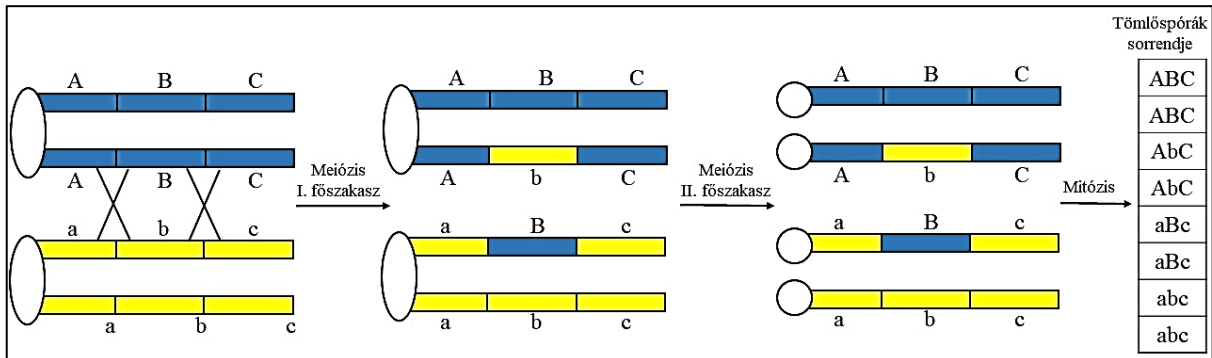 Tömlőspórák
sorrendje
A B C
A B C
a b c
a b c
Meiózis
I. főszakasz
A B C
A b C
a B c
a b c
Meiózis
II. főszakasz
A B C
A b C
a B c
a b c
Mitózis
ABC
ABC
AbC
AbC
aBc
aBc
abc
abc